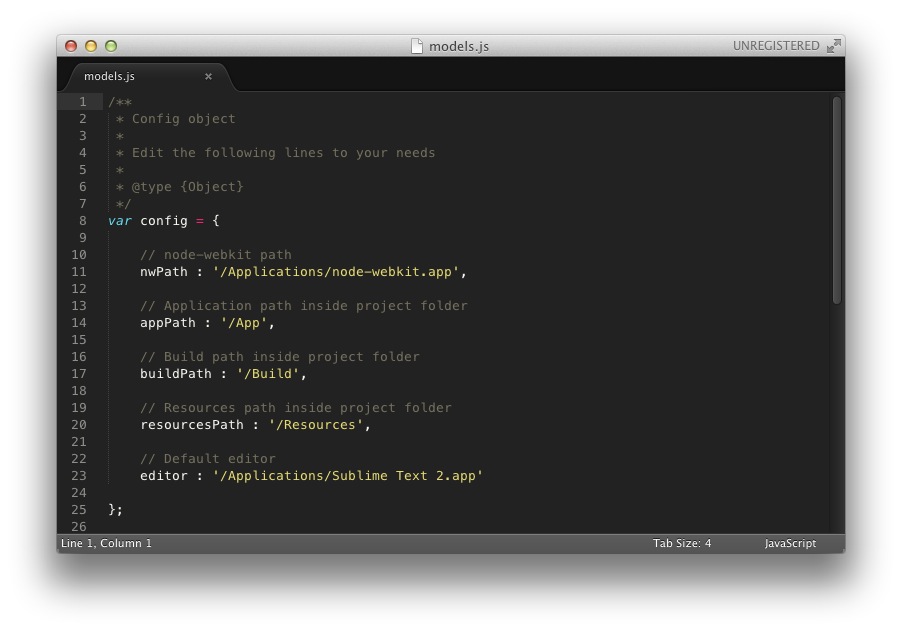 models.js
UNREGISTERED
models.js ×
1 /**
2  * Config object
3  *
4  * Edit the following lines to your needs
5  *
6  * @type {Object}
7  */
8 var config = {
9
10     // node-webkit path
11     nwPath : '/Applications/node-webkit.app',
12
13     // Application path inside project folder
14     appPath : '/App',
15
16     // Build path inside project folder
17     buildPath : '/Build',
18
19     // Resources path inside project folder
20     resourcesPath : '/Resources',
21
22     // Default editor
23     editor : '/Applications/Sublime Text 2.app'
24
25 };
26
Line 1, Column 1
Tab Size: 4
JavaScript